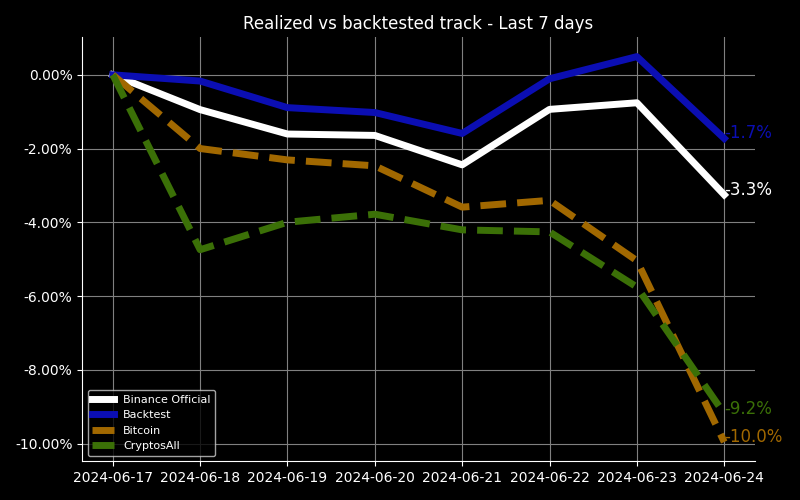 Realized vs backtested track - Last 7 days
0.00%
-2.00%
-4.00%
-6.00%
-8.00%
-10.00%
-1.7%
-3.3%
-9.2%
-10.0%
Binance Official
Backtest
Bitcoin
CryptosAll
2024-06-17 2024-06-18 2024-06-19 2024-06-20 2024-06-21 2024-06-22 2024-06-23 2024-06-24